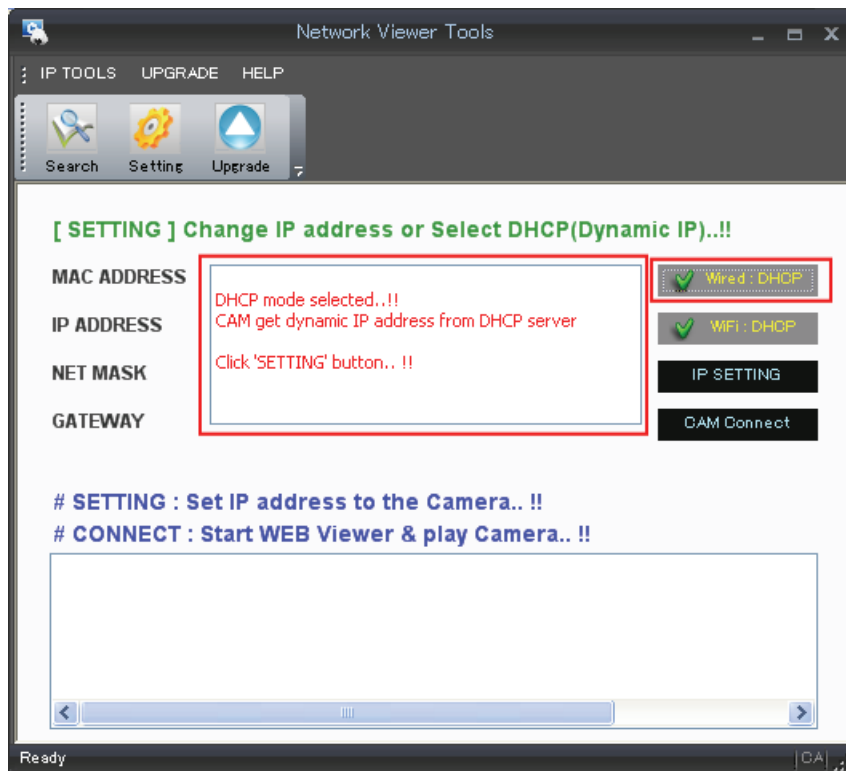 Network Viewer Tools
IP TOOLS UPGRADE HELP
Search Setting Upgrade
[ SETTING ] Change IP address or Select DHCP(Dynamic IP)..!!
MAC ADDRESS
IP ADDRESS
NET MASK
GATEWAY
DHCP mode selected..!!
CAM get dynamic IP address from DHCP server
Click 'SETTING' button.. !!
Wired : DHCP
WiFi : DHCP
IP SETTING
CAM Connect
# SETTING : Set IP address to the Camera.. !!
# CONNECT : Start WEB Viewer & play Camera.. !!
Ready
CA